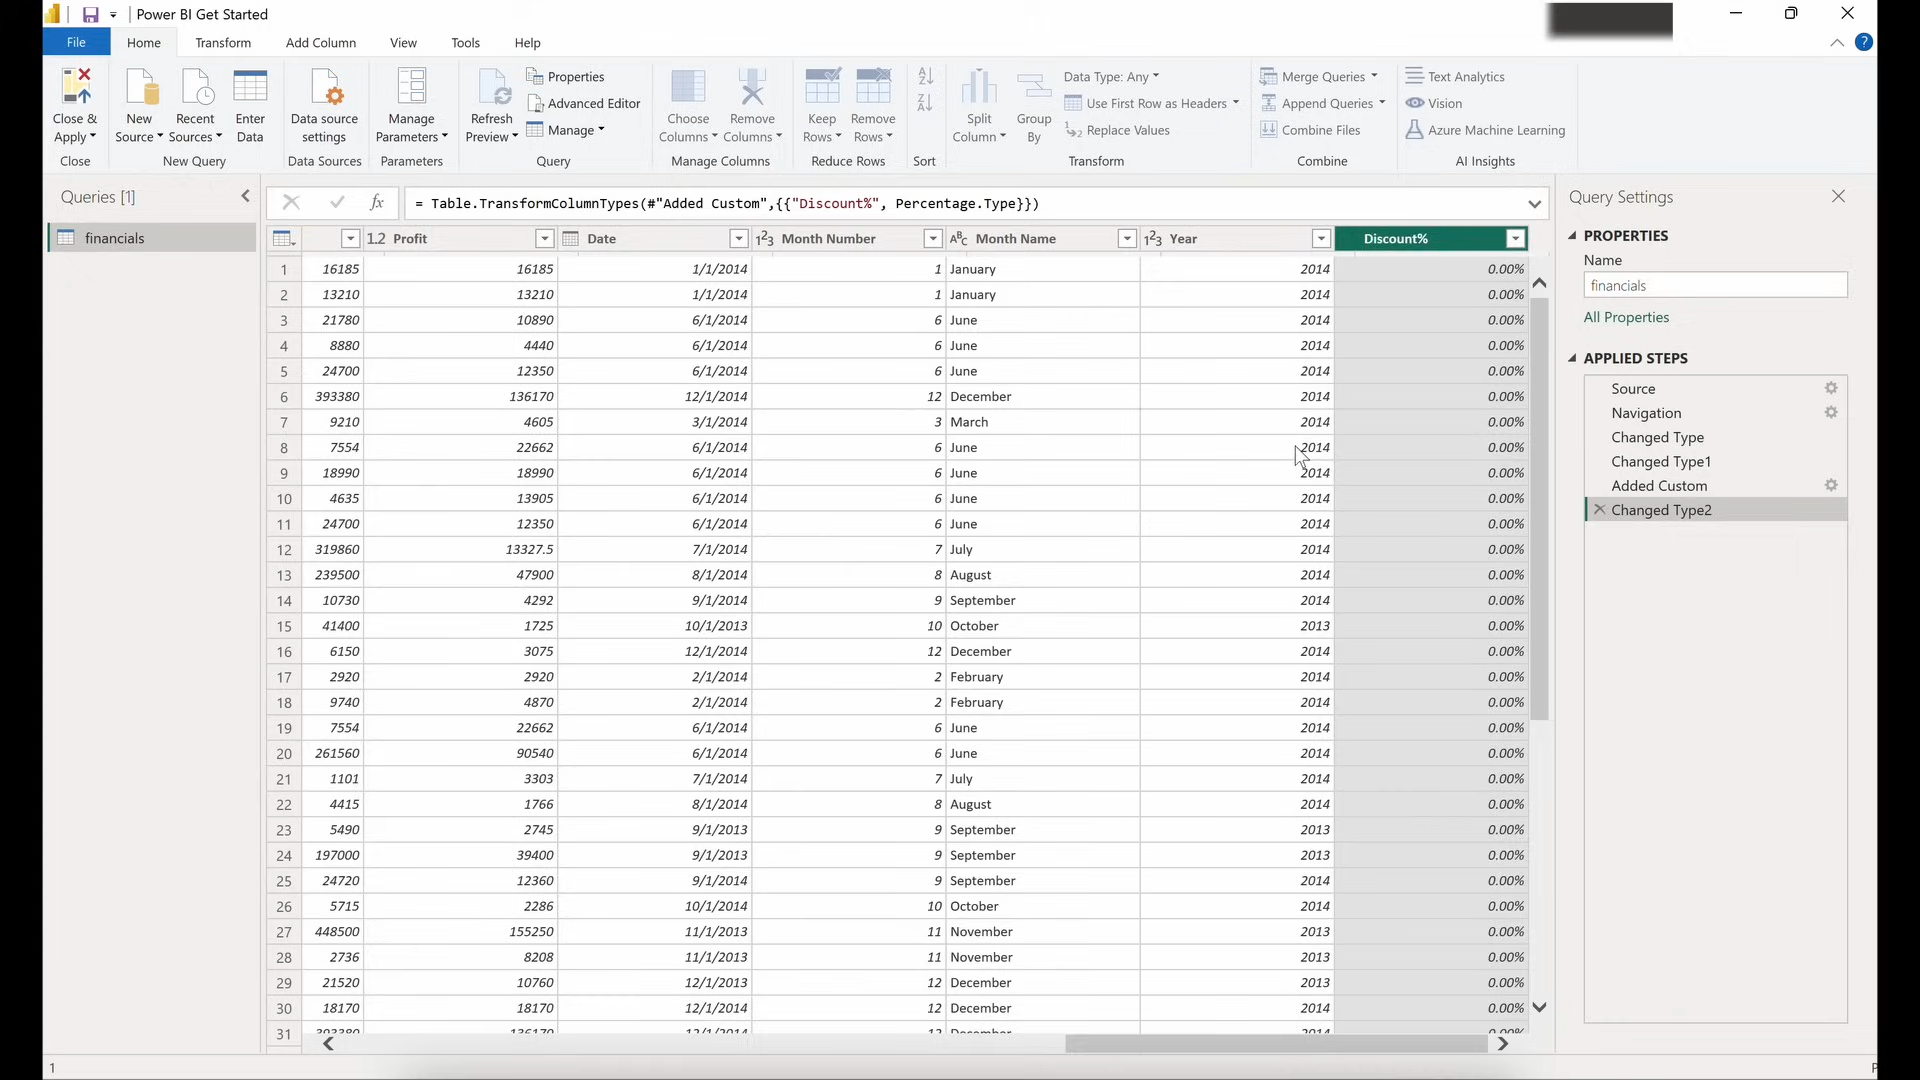 Power BI Get Started
File Home Transform Add Column View Tools Help
Close & Apply
New Source
Recent Sources
Enter Data
Data source settings
Manage Parameters
Refresh Preview
Properties
Advanced Editor
Manage
Choose Columns
Remove Columns
Keep Rows
Remove Rows
Split Column
Group By
Data Type: Any
Use First Row as Headers
Replace Values
Merge Queries
Append Queries
Combine Files
Text Analytics
Vision
Azure Machine Learning
Close New Query Data Sources Parameters Query Manage Columns Reduce Rows Sort Transform Combine AI Insights
Queries [1]
financials
= Table.TransformColumnTypes(#"Added Custom",{{"Discount%", Percentage.Type}})
1.2 Profit Date 123 Month Number ABC Month Name 123 Year Discount%
1 16185 16185 1/1/2014 1 January 2014 0.00%
2 13210 13210 1/1/2014 1 January 2014 0.00%
3 21780 10890 6/1/2014 6 June 2014 0.00%
4 8880 4440 6/1/2014 6 June 2014 0.00%
5 24700 12350 6/1/2014 6 June 2014 0.00%
6 393380 136170 12/1/2014 12 December 2014 0.00%
7 9210 4605 3/1/2014 3 March 2014 0.00%
8 7554 22662 6/1/2014 6 June 2014 0.00%
9 18990 18990 6/1/2014 6 June 2014 0.00%
10 4635 13905 6/1/2014 6 June 2014 0.00%
11 24700 12350 6/1/2014 6 June 2014 0.00%
12 319860 13327.5 7/1/2014 7 July 2014 0.00%
13 239500 47900 8/1/2014 8 August 2014 0.00%
14 10730 4292 9/1/2014 9 September 2014 0.00%
15 41400 1725 10/1/2013 10 October 2013 0.00%
16 6150 3075 12/1/2014 12 December 2014 0.00%
17 2920 2920 2/1/2014 2 February 2014 0.00%
18 9740 4870 2/1/2014 2 February 2014 0.00%
19 7554 22662 6/1/2014 6 June 2014 0.00%
20 261560 90540 6/1/2014 6 June 2014 0.00%
21 1101 3303 7/1/2014 7 July 2014 0.00%
22 4415 1766 8/1/2014 8 August 2014 0.00%
23 5490 2745 9/1/2013 9 September 2013 0.00%
24 197000 39400 9/1/2013 9 September 2013 0.00%
25 24720 12360 9/1/2014 9 September 2014 0.00%
26 5715 2286 10/1/2014 10 October 2014 0.00%
27 448500 155250 11/1/2013 11 November 2013 0.00%
28 2736 8208 11/1/2013 11 November 2013 0.00%
29 21520 10760 12/1/2013 12 December 2013 0.00%
30 18170 18170 12/1/2014 12 December 2014 0.00%
31
Query Settings
PROPERTIES
Name
financials
All Properties
APPLIED STEPS
Source
Navigation
Changed Type
Changed Type1
Added Custom
Changed Type2
1